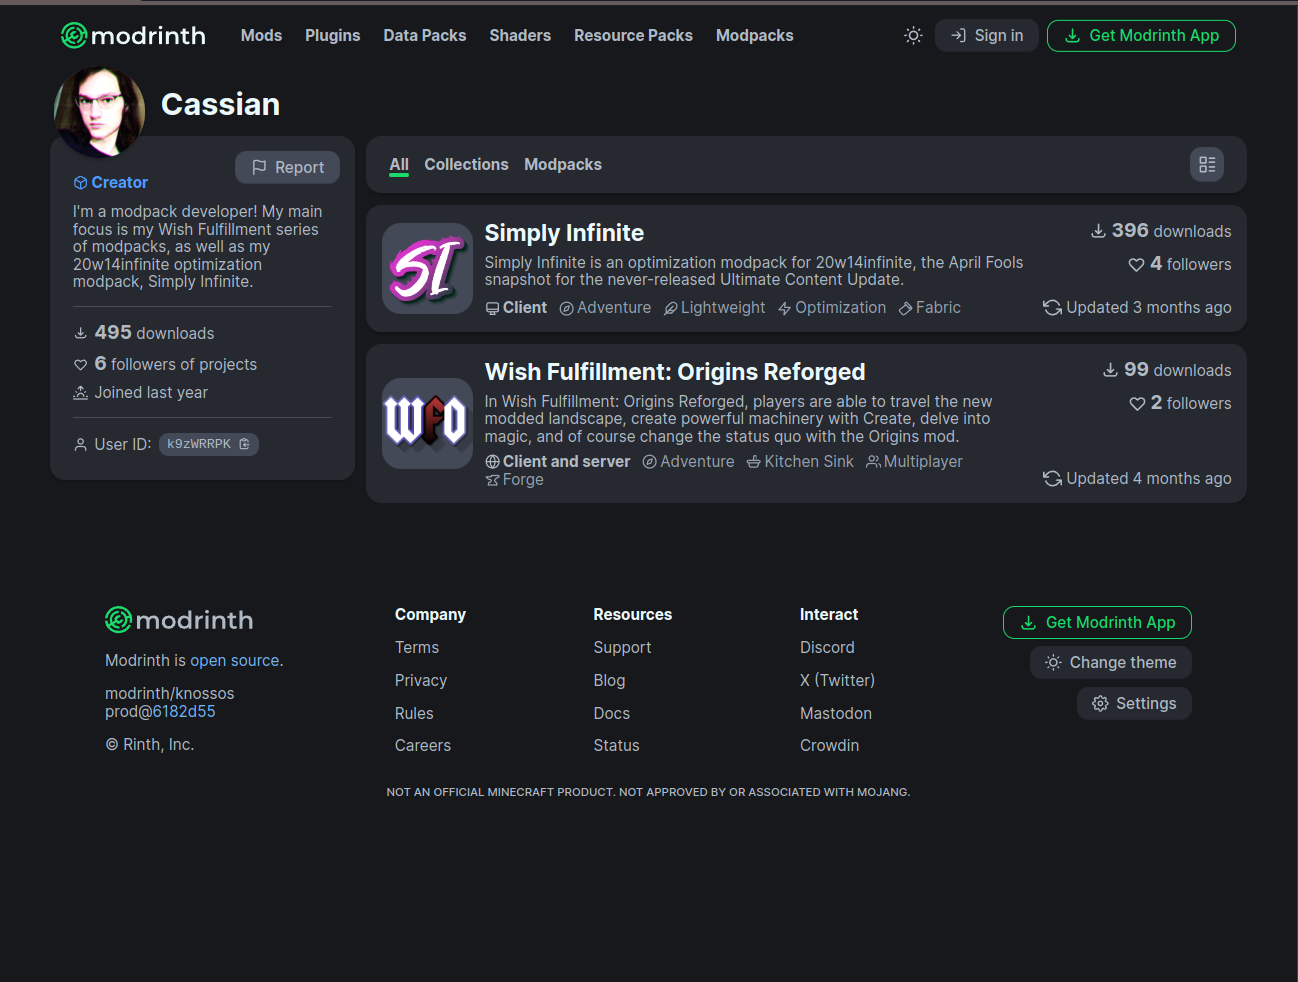 modrinth Mods Plugins Data Packs Shaders Resource Packs Modpacks Sign in Get Modrinth App
Cassian
Report
Creator
I'm a modpack developer! My main
focus is my Wish Fulfillment series
of modpacks, as well as my
20w14infinite optimization
modpack, Simply Infinite.
495 downloads
6 followers of projects
Joined last year
User ID: k9zWRRPK
All Collections Modpacks
SI
Simply Infinite
Simply Infinite is an optimization modpack for 20w14infinite, the April Fools
snapshot for the never-released Ultimate Content Update.
Client Adventure Lightweight Optimization Fabric
396 downloads
4 followers
Updated 3 months ago
WFO
Wish Fulfillment: Origins Reforged
In Wish Fulfillment: Origins Reforged, players are able to travel the new
modded landscape, create powerful machinery with Create, delve into
magic, and of course change the status quo with the Origins mod.
Client and server Adventure Kitchen Sink Multiplayer
Forge
99 downloads
2 followers
Updated 4 months ago
modrinth
Modrinth is open source.
modrinth/knossos
prod@6182d55
© Rinth, Inc.
Company
Terms
Privacy
Rules
Careers
Resources
Support
Blog
Docs
Status
Interact
Discord
X (Twitter)
Mastodon
Crowdin
Get Modrinth App
Change theme
Settings
NOT AN OFFICIAL MINECRAFT PRODUCT. NOT APPROVED BY OR ASSOCIATED WITH MOJANG.